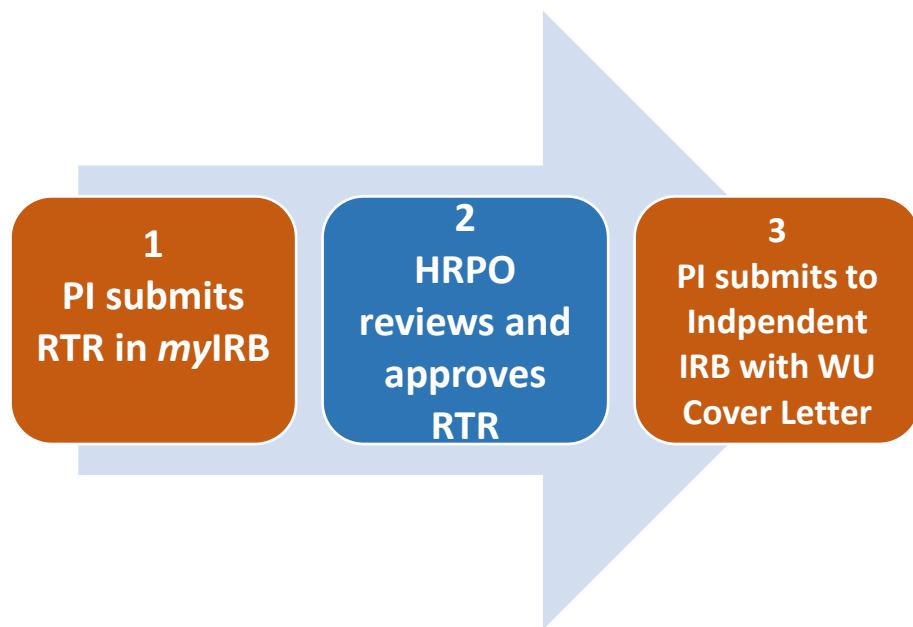 1
PI submits
RTR in myIRB
2
HRPO
reviews and
approves
RTR
3
PI submits to
Indpendent
IRB with WU
Cover Letter